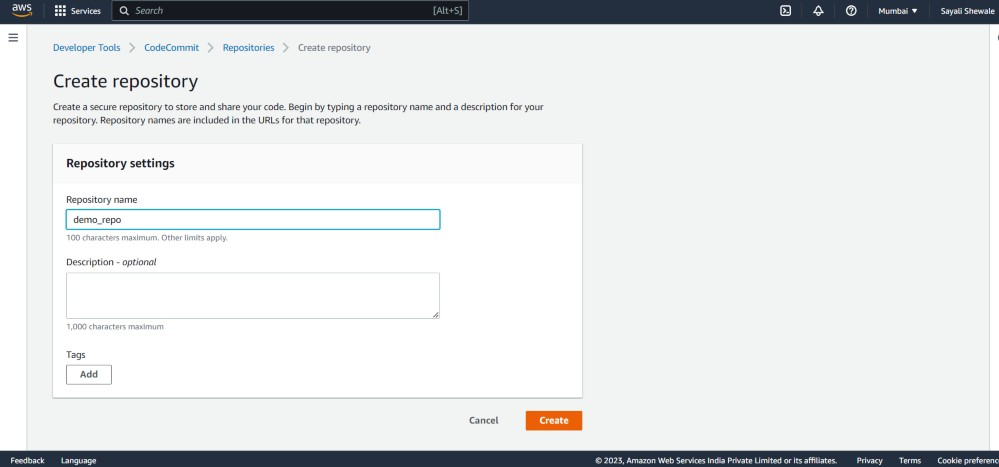 aws Services Search [Alt+S] Mumbai ▼ Sayali Shewale
Developer Tools > CodeCommit > Repositories > Create repository
Create repository
Create a secure repository to store and share your code. Begin by typing a repository name and a description for your
repository. Repository names are included in the URLs for that repository.
Repository settings
Repository name
demo_repo
100 characters maximum. Other limits apply.
Description - optional
1,000 characters maximum
Tags
Add
Cancel Create
Feedback Language © 2023, Amazon Web Services India Private Limited or its affiliates. Privacy Terms Cookie preferenc